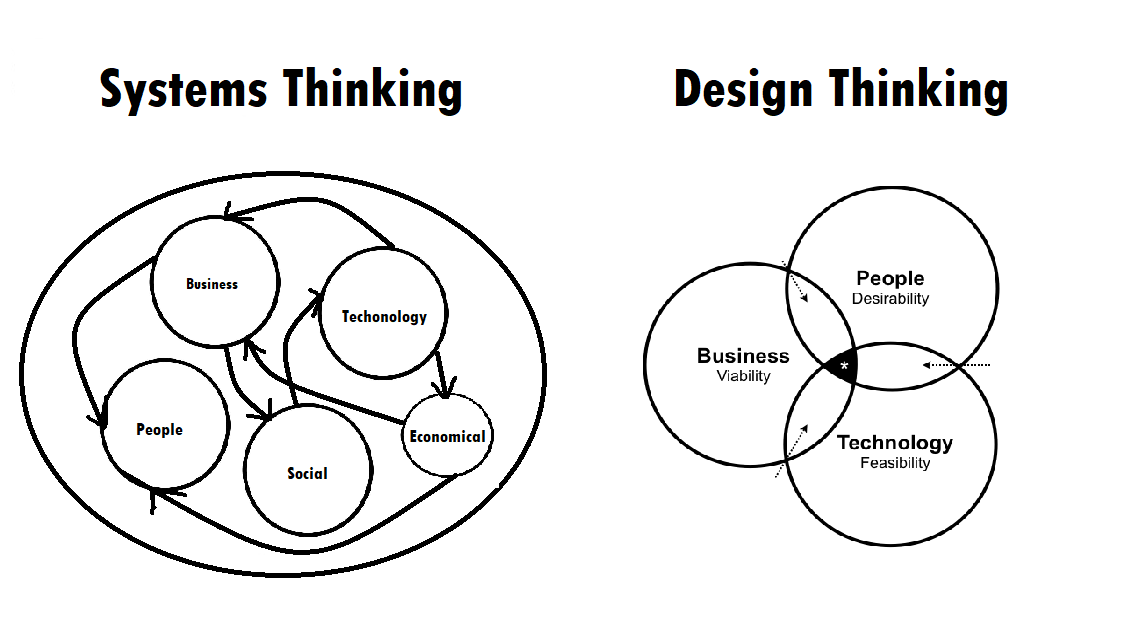 Systems Thinking
Design Thinking
Business
Techonology
People
Economical
Social
People
Desirability
Business
Viability
*
Technology
Feasibility